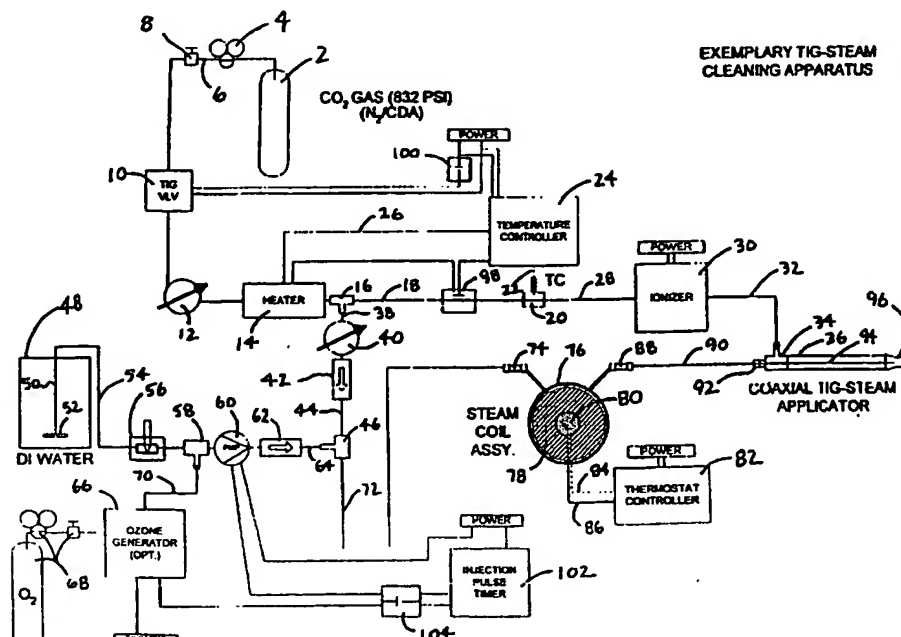 8
4
2
6
EXEMPLARY TIG-STEAM
CLEANING APPARATUS
CO₂ GAS (832 PSI)
(N₂/CDA)
POWER
100
10
TIG
VLV
24
TEMPERATURE
CONTROLLER
26
12
HEATER
14
16
18
38
98
22
TC
20
28
POWER
30
IONIZER
32
34
36
94
96
92
COAXIAL TIG-STEAM
APPLICATOR
40
42
44
46
48
50
52
DI WATER
54
56
58
60
62
64
72
74
76
88
90
80
STEAM
COIL
ASSY.
78
84
86
POWER
82
THERMOSTAT
CONTROLLER
66
70
OZONE
GENERATOR
(OPT.)
68
O₂
POWER
INJECTION
PULSE
TIMER
102
104